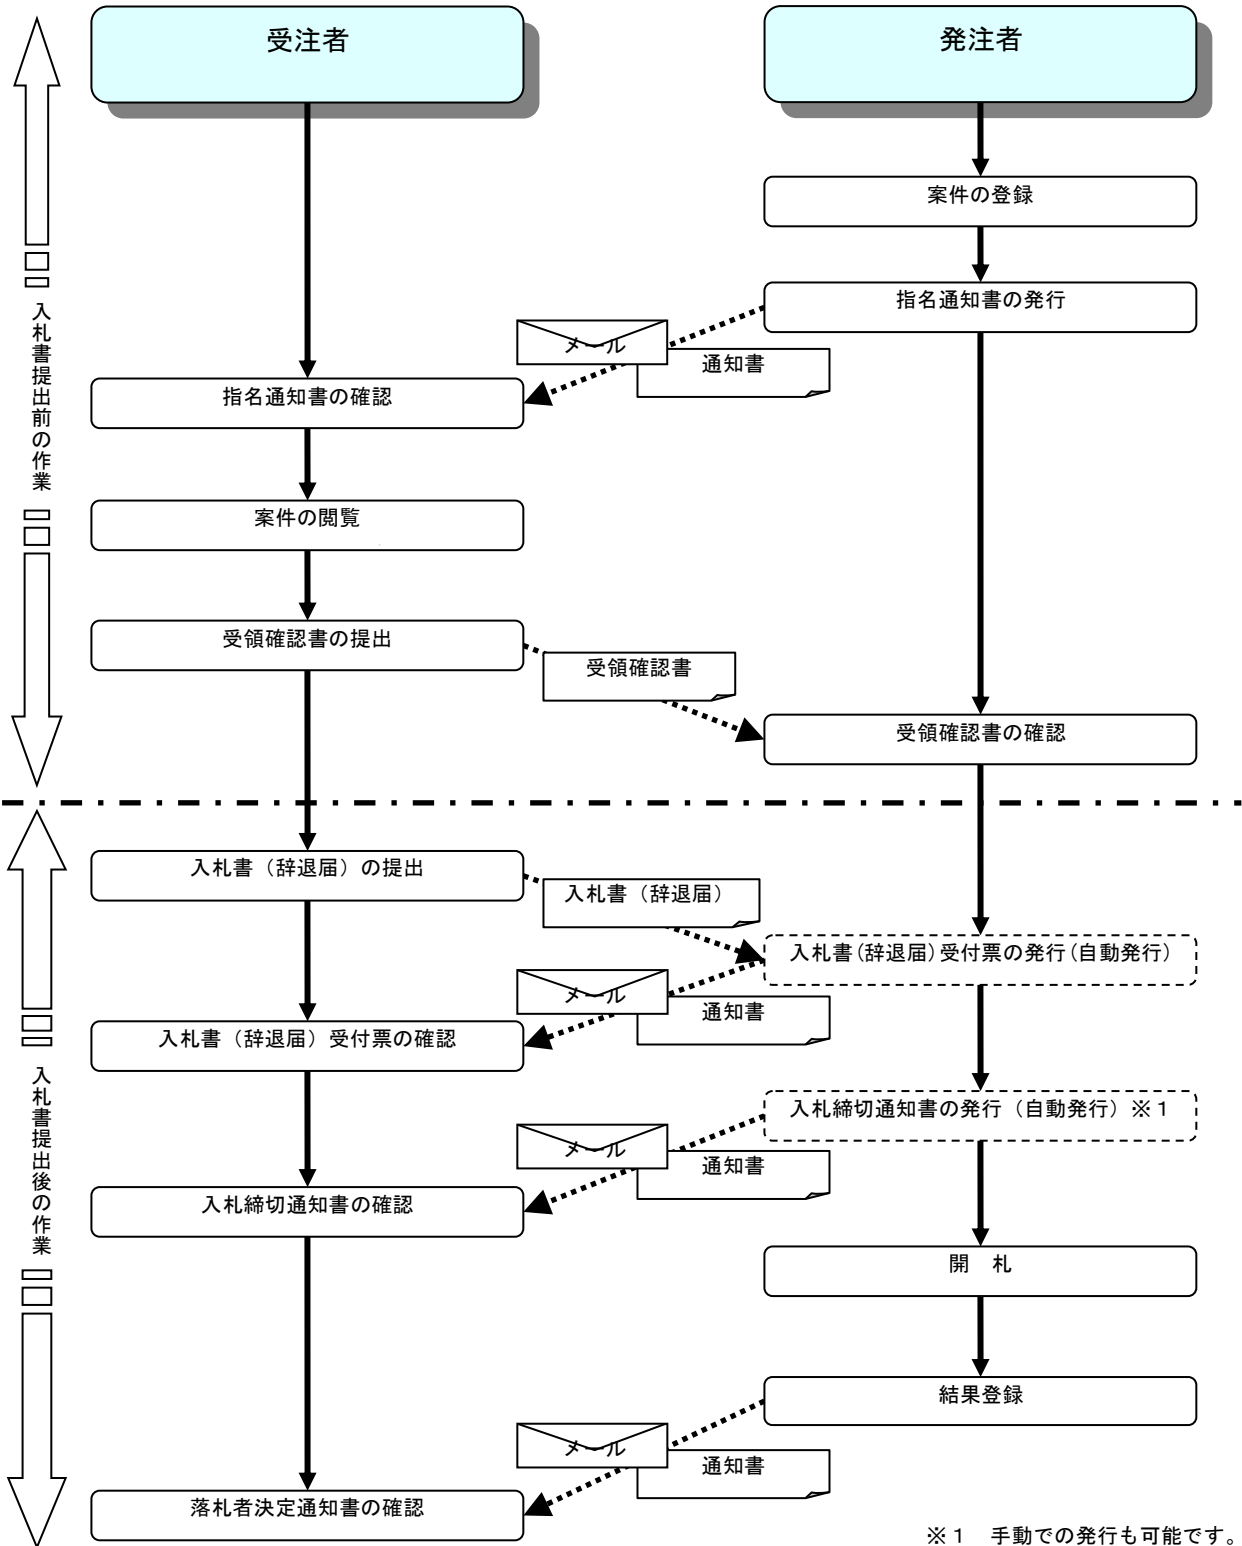 受注者
発注者
案件の登録
指名通知書の発行
メール
通知書
指名通知書の確認
入札書提出前の作業
案件の閲覧
受領確認書の提出
受領確認書
受領確認書の確認
入札書（辞退届）の提出
入札書（辞退届）
入札書(辞退届)受付票の発行(自動発行)
メール
通知書
入札書（辞退届）受付票の確認
入札書提出後の作業
入札締切通知書の発行（自動発行）※１
メール
通知書
入札締切通知書の確認
開　札
結果登録
メール
通知書
落札者決定通知書の確認
※１　手動での発行も可能です。